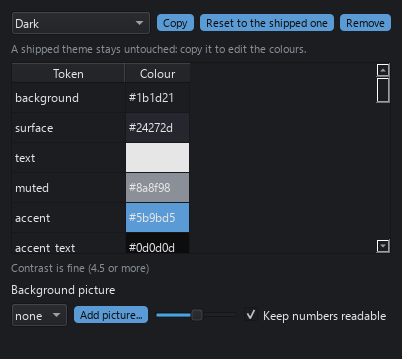 Dark Copy Reset to the shipped one Remove
A shipped theme stays untouched: copy it to edit the colours.
Token Colour
background #1b1d21
surface #24272d
text
muted #8a8f98
accent #5b9bd5
accent_text #0d0d0d
Contrast is fine (4.5 or more)
Background picture
none Add picture... Keep numbers readable